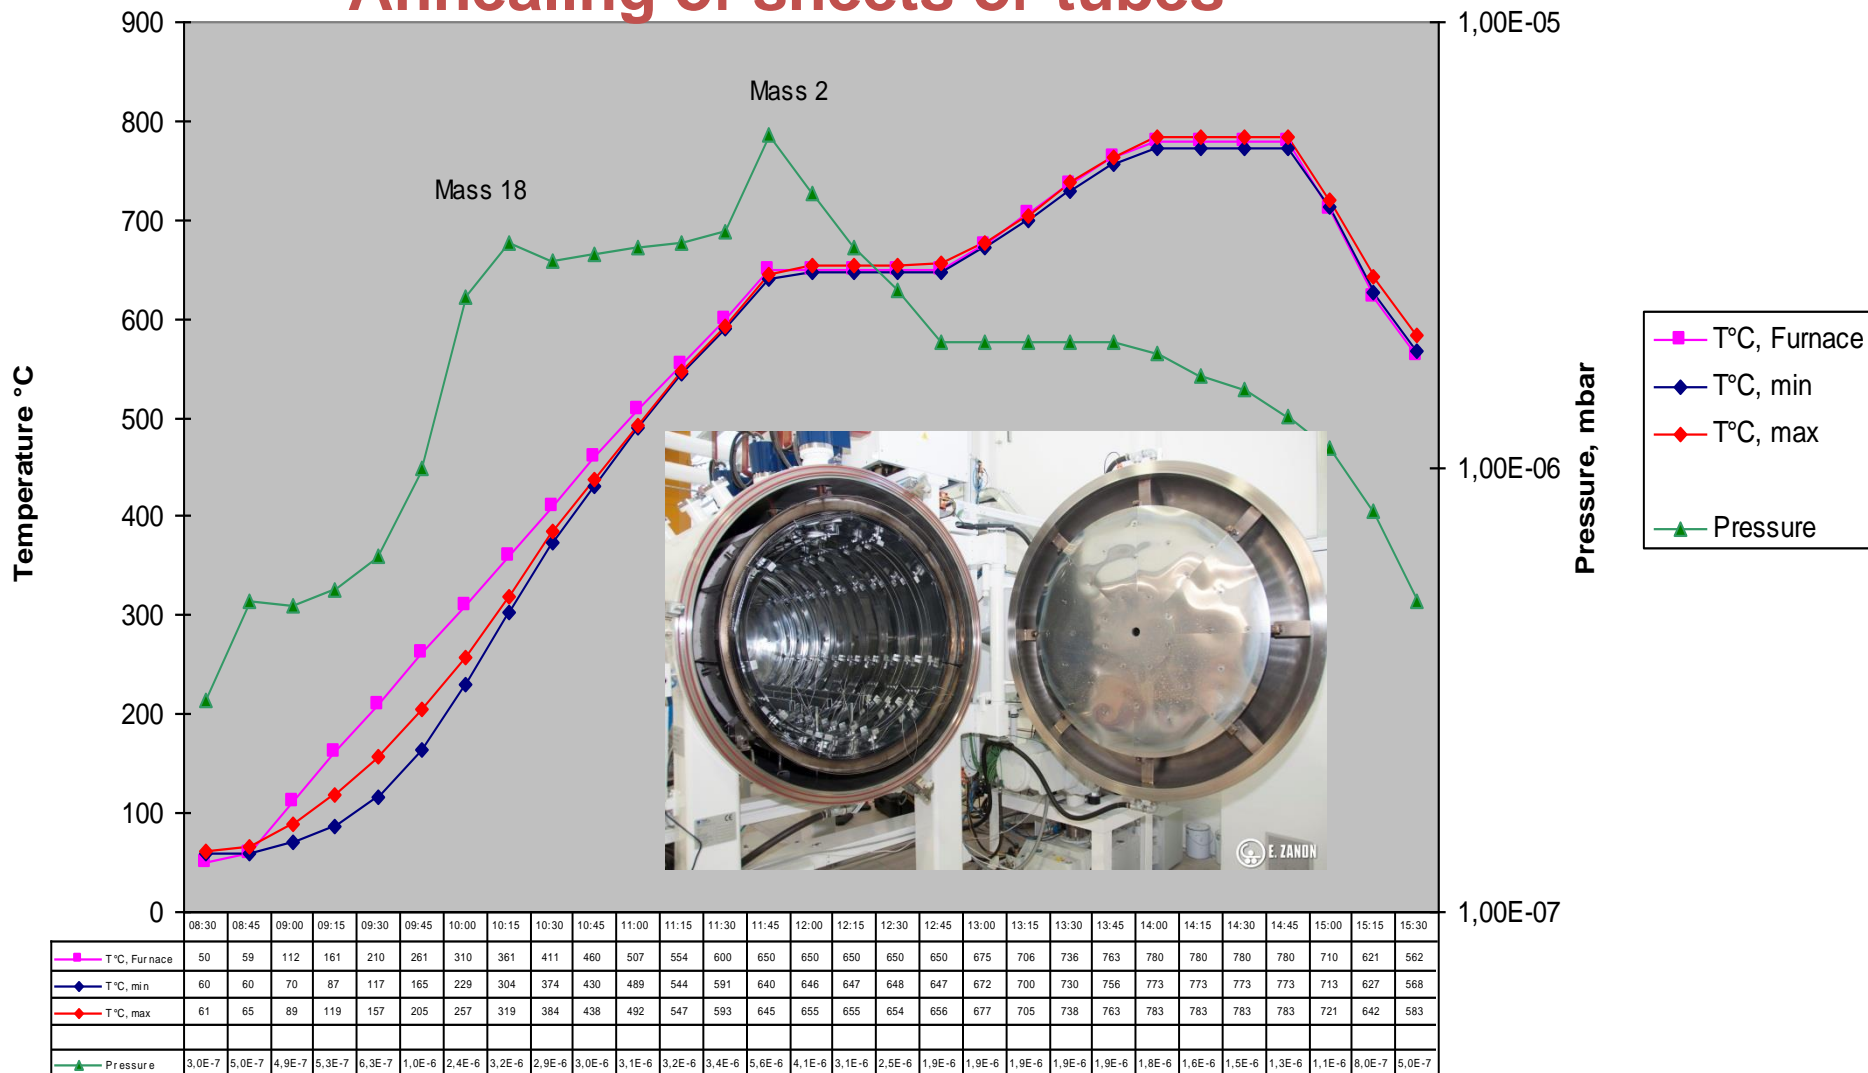 Annealing of sheets or tubes
900
800
700
600
500
400
300
200
100
0
Temperature °C
Mass 18
Mass 2
1,00E-05
1,00E-06
1,00E-07
Pressure, mbar
T°C, Furnace
T°C, min
T°C, max
Pressure
E. ZANON
08:30 08:45 09:00 09:15 09:30 09:45 10:00 10:15 10:30 10:45 11:00 11:15 11:30 11:45 12:00 12:15 12:30 12:45 13:00 13:15 13:30 13:45 14:00 14:15 14:30 14:45 15:00 15:15 15:30
T°C, Furnace 50 59 112 161 210 261 310 361 411 460 507 554 600 650 650 650 650 650 675 706 736 763 780 780 780 780 710 621 562
T°C, min 60 60 70 87 117 165 229 304 374 430 489 544 591 640 646 647 648 647 672 700 730 756 773 773 773 773 713 627 568
T°C, max 61 65 89 119 157 205 257 319 384 438 492 547 593 645 655 655 654 656 677 705 738 763 783 783 783 783 721 642 583
Pressure 3,0E-7 5,0E-7 4,9E-7 5,3E-7 6,3E-7 1,0E-6 2,4E-6 3,2E-6 2,9E-6 3,0E-6 3,1E-6 3,2E-6 3,4E-6 5,6E-6 4,1E-6 3,1E-6 2,5E-6 1,9E-6 1,9E-6 1,9E-6 1,9E-6 1,9E-6 1,8E-6 1,6E-6 1,5E-6 1,3E-6 1,1E-6 8,0E-7 5,0E-7